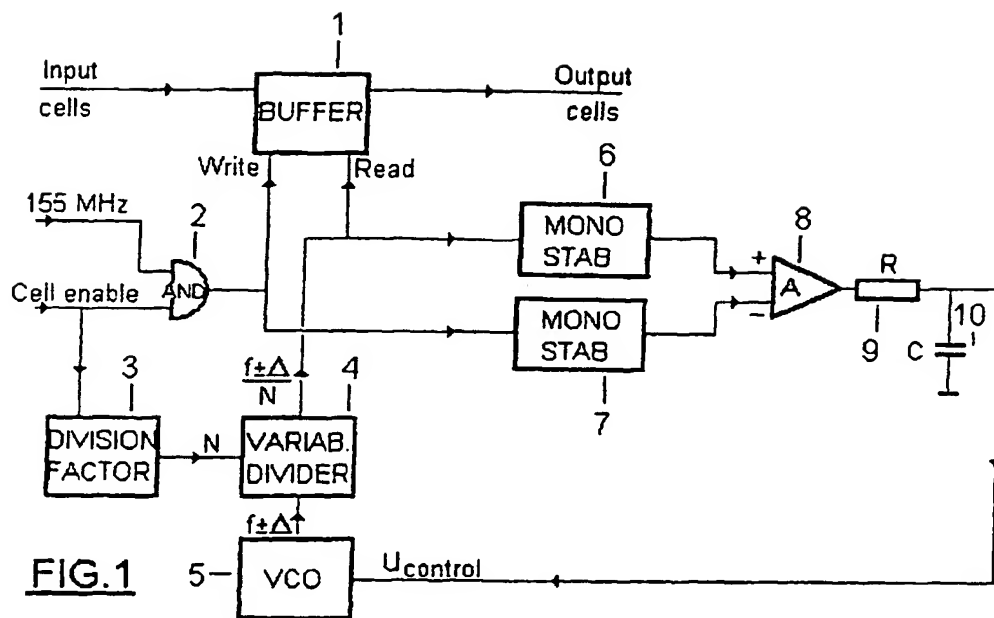 1
Input
cells
BUFFER
Output
cells
Write
Read
6
155 MHz
2
MONO
STAB
8
+
AND
A
−
R
Cell enable
MONO
STAB
9
C
10
7
3
f±Δ
N
4
DIVISION
FACTOR
N
VARIAB.
DIVIDER
f±Δ
FIG.1
5
VCO
Ucontrol